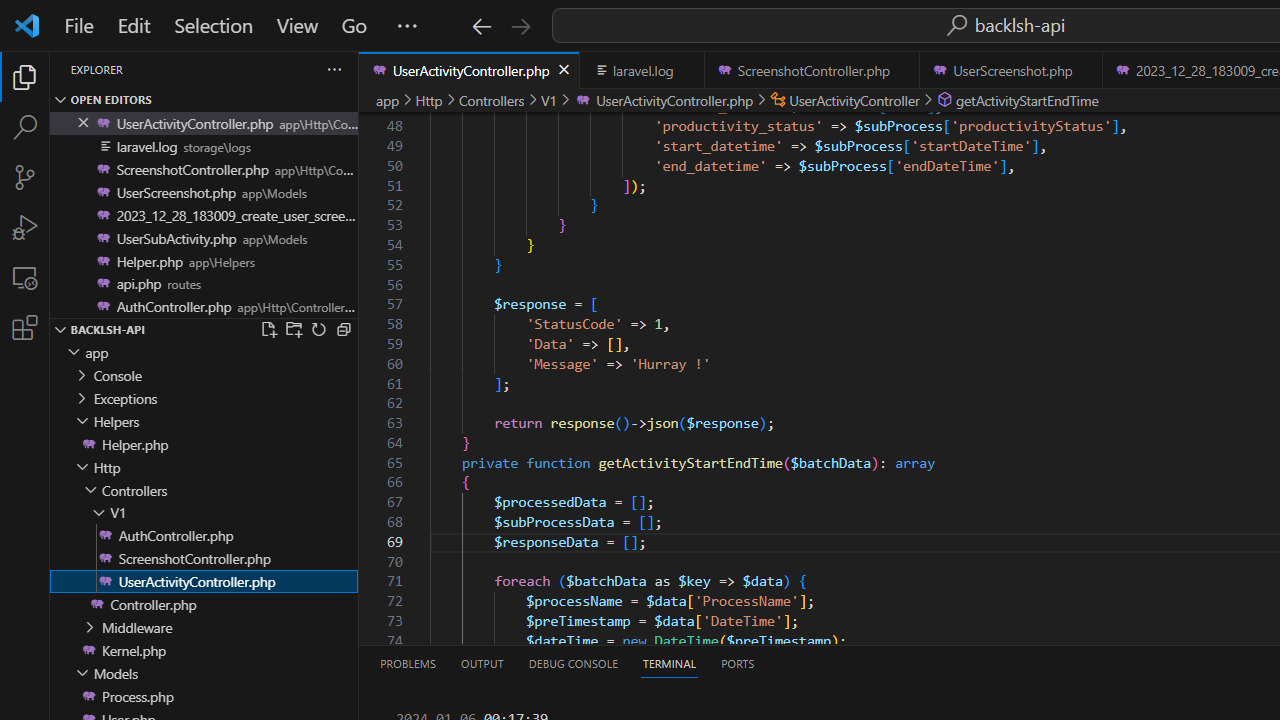 File Edit Selection View Go ···
backlsh-api
EXPLORER ···
OPEN EDITORS
UserActivityController.php app\Http\Co...
laravel.log storage\logs
ScreenshotController.php app\Http\Co...
UserScreenshot.php app\Models
2023_12_28_183009_create_user_scree...
UserSubActivity.php app\Models
Helper.php app\Helpers
api.php routes
AuthController.php app\Http\Controller...
BACKLSH-API
app
Console
Exceptions
Helpers
Helper.php
Http
Controllers
V1
AuthController.php
ScreenshotController.php
UserActivityController.php
Controller.php
Middleware
Kernel.php
Models
Process.php
User.php
UserActivityController.php laravel.log ScreenshotController.php UserScreenshot.php 2023_12_28_183009_cre
app > Http > Controllers > V1 > UserActivityController.php > UserActivityController > getActivityStartEndTime
48 'productivity_status' => $subProcess['productivityStatus'],
49 'start_datetime' => $subProcess['startDateTime'],
50 'end_datetime' => $subProcess['endDateTime'],
51 ]);
52 }
53 }
54 }
55 }
56
57 $response = [
58 'StatusCode' => 1,
59 'Data' => [],
60 'Message' => 'Hurray !'
61 ];
62
63 return response()->json($response);
64 }
65 private function getActivityStartEndTime($batchData): array
66 {
67 $processedData = [];
68 $subProcessData = [];
69 $responseData = [];
70
71 foreach ($batchData as $key => $data) {
72 $processName = $data['ProcessName'];
73 $preTimestamp = $data['DateTime'];
74 $dateTime = new DateTime($preTimestamp);
PROBLEMS OUTPUT DEBUG CONSOLE TERMINAL PORTS
2024-01-06 00:17:39